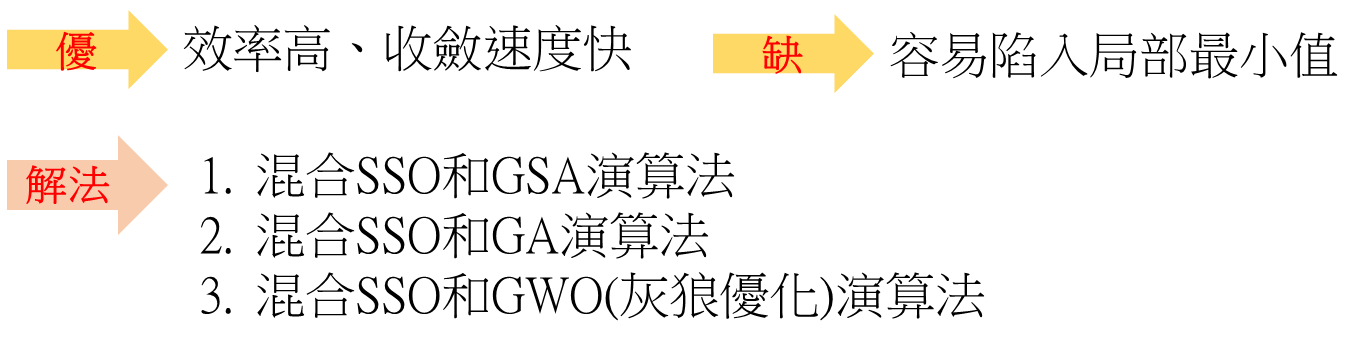 優 效率高、收斂速度快 缺 容易陷入局部最小值
解法 1. 混合SSO和GSA演算法
2. 混合SSO和GA演算法
3. 混合SSO和GWO(灰狼優化)演算法